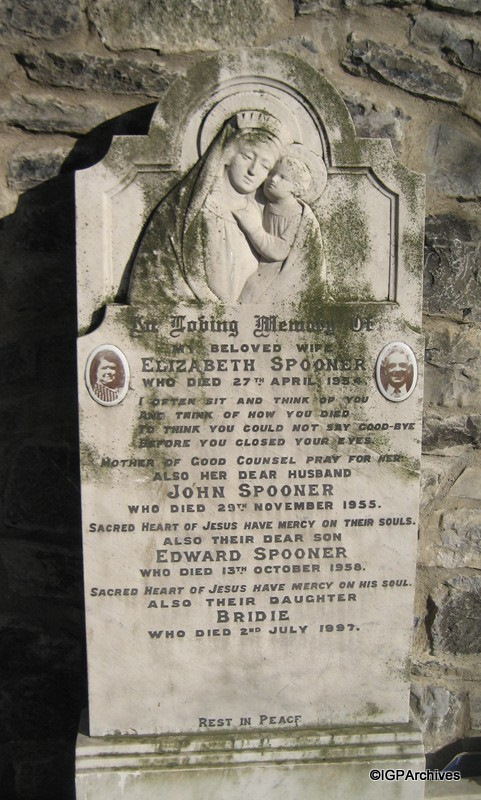 In Loving Memory Of
MY BELOVED WIFE
ELIZABETH SPOONER
WHO DIED 27TH APRIL 1954.
I OFTEN SIT AND THINK OF YOU
AND THINK OF HOW YOU DIED
TO THINK YOU COULD NOT SAY GOOD-BYE
BEFORE YOU CLOSED YOUR EYES.
MOTHER OF GOOD COUNSEL PRAY FOR HER.
ALSO HER DEAR HUSBAND
JOHN SPOONER
WHO DIED 29TH NOVEMBER 1955.
SACRED HEART OF JESUS HAVE MERCY ON THEIR SOULS.
ALSO THEIR DEAR SON
EDWARD SPOONER
WHO DIED 13TH OCTOBER 1958.
SACRED HEART OF JESUS HAVE MERCY ON HIS SOUL.
ALSO THEIR DAUGHTER
BRIDIE
WHO DIED 2ND JULY 1997.
REST IN PEACE
©IGPArchives